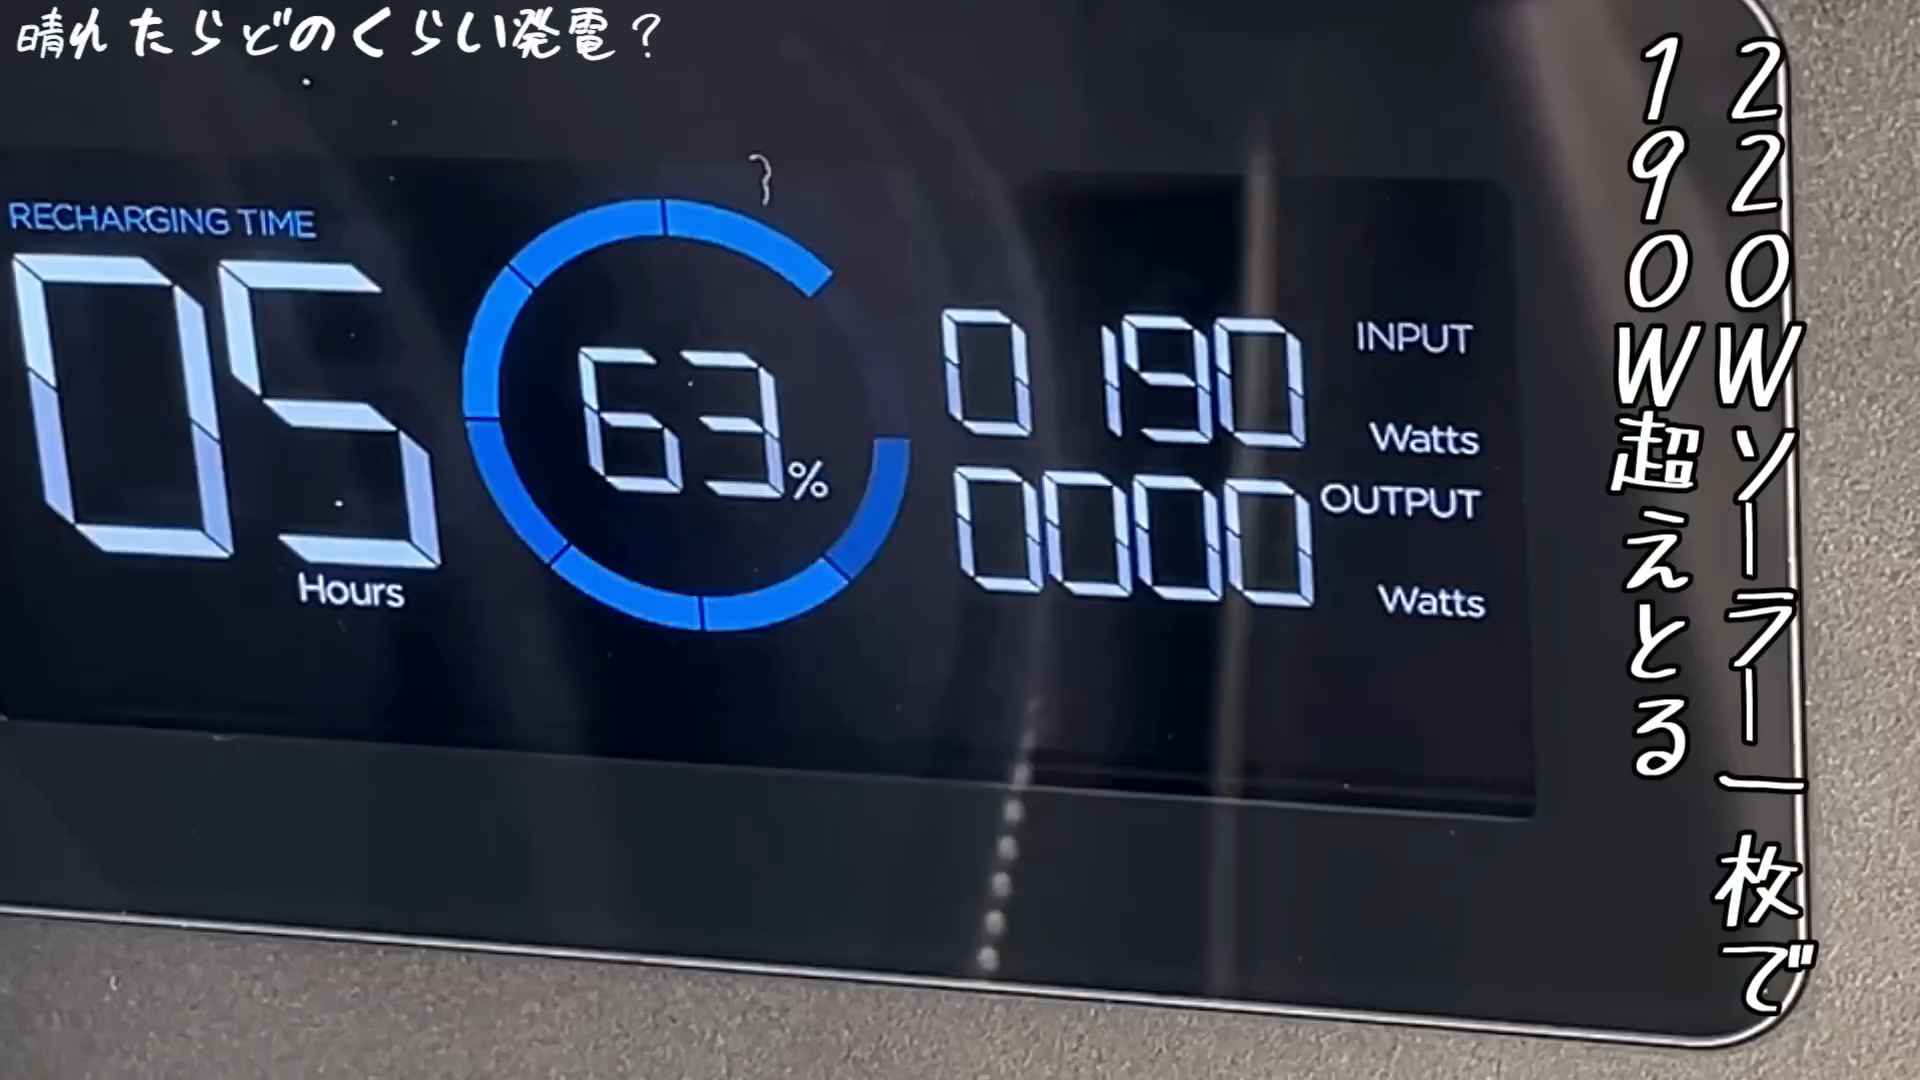 晴れたらどのくらい発電？
220Wソーラー一枚で
190W超えとる
RECHARGING TIME
05
Hours
63%
0190
INPUT
Watts
0000
OUTPUT
Watts